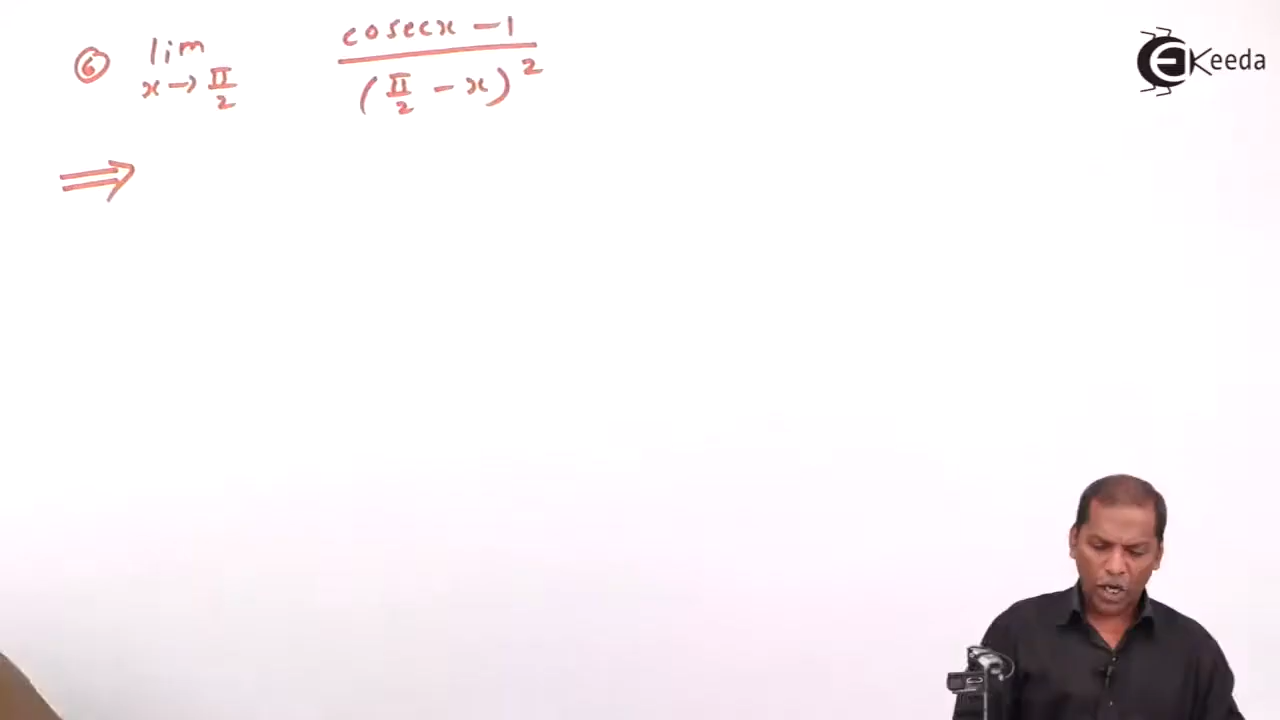 ⑥ lim cosecx - 1
x → π/2 (π/2 - x)²
⇒
EKeeda